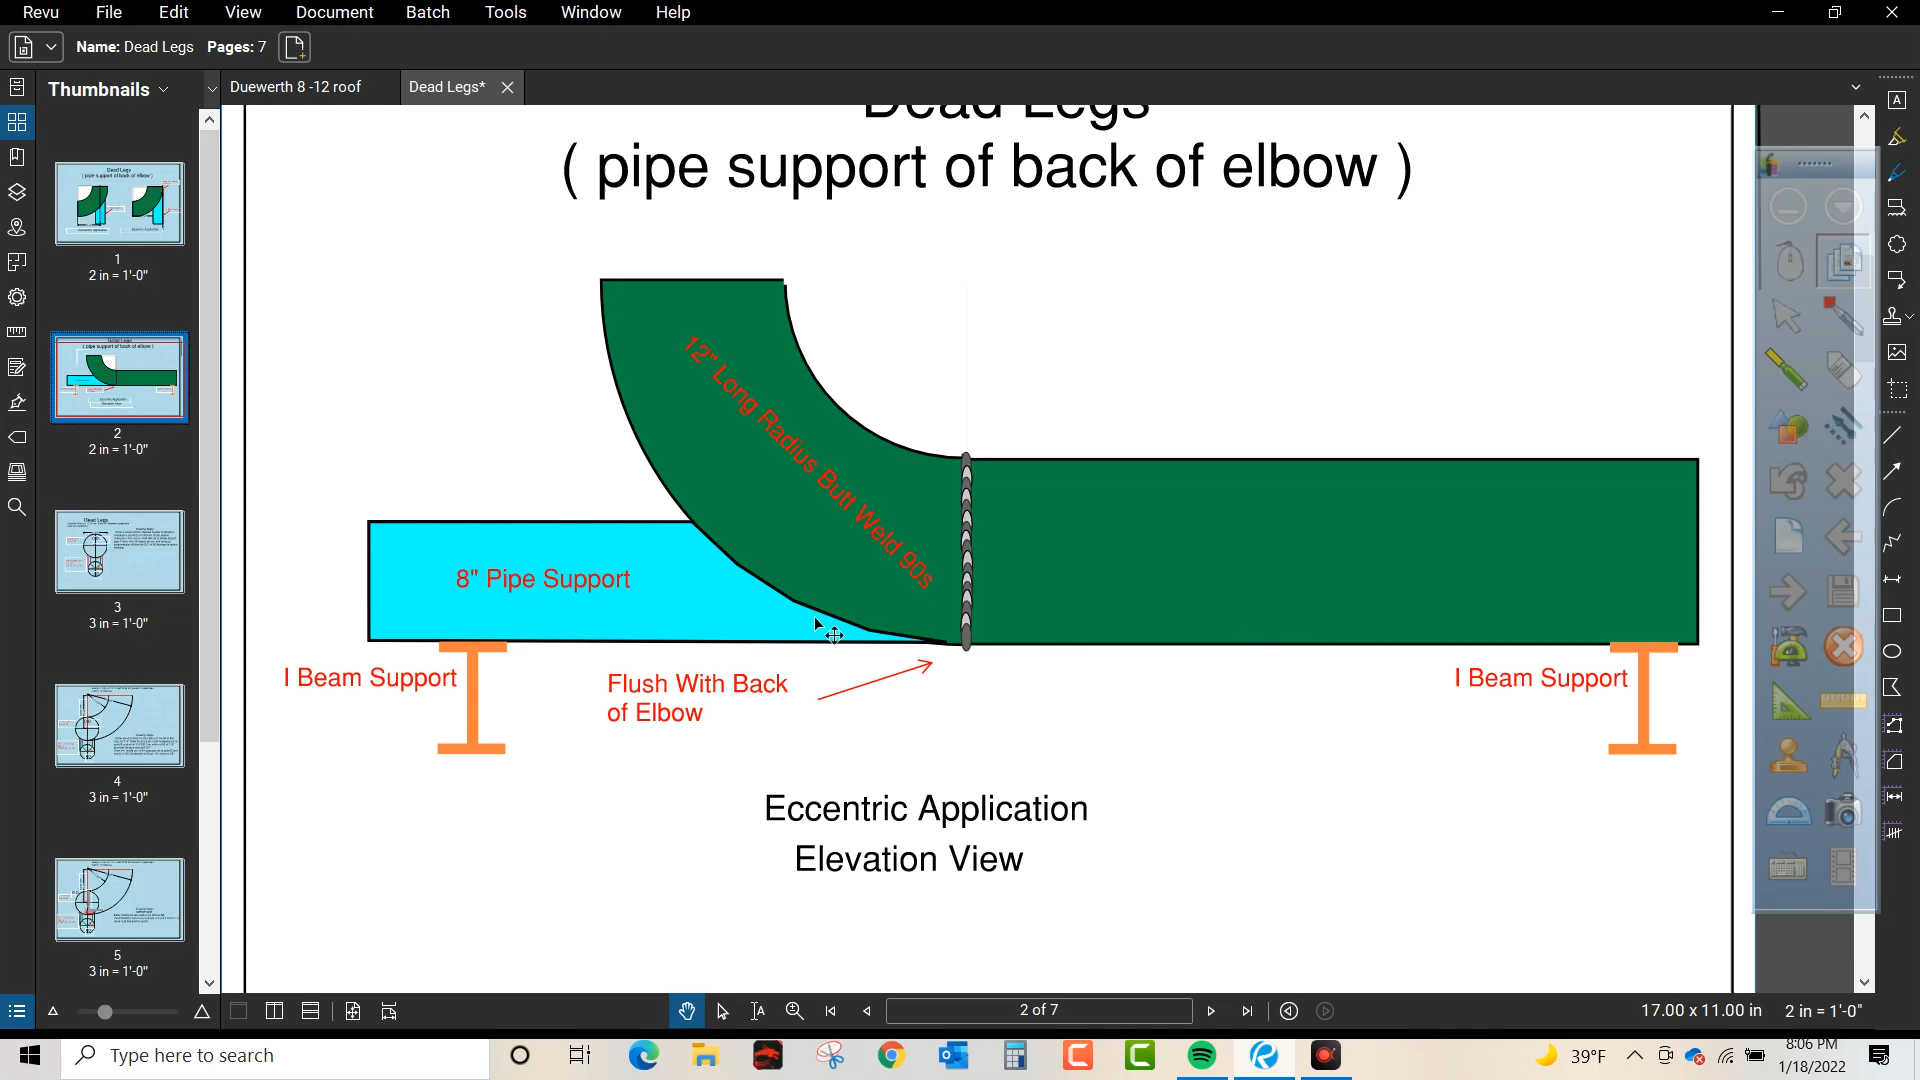 Revu File Edit View Document Batch Tools Window Help
Name: Dead Legs Pages: 7
Thumbnails
Duewerth 8 -12 roof
Dead Legs*
Dead Legs
( pipe support of back of elbow )
12" Long Radius Butt Weld 90s
8" Pipe Support
I Beam Support
Flush With Back
of Elbow
I Beam Support
Eccentric Application
Elevation View
1
2 in = 1'-0"
2
2 in = 1'-0"
3
3 in = 1'-0"
4
3 in = 1'-0"
5
3 in = 1'-0"
2 of 7
17.00 x 11.00 in
2 in = 1'-0"
Type here to search
39°F
8:06 PM
1/18/2022